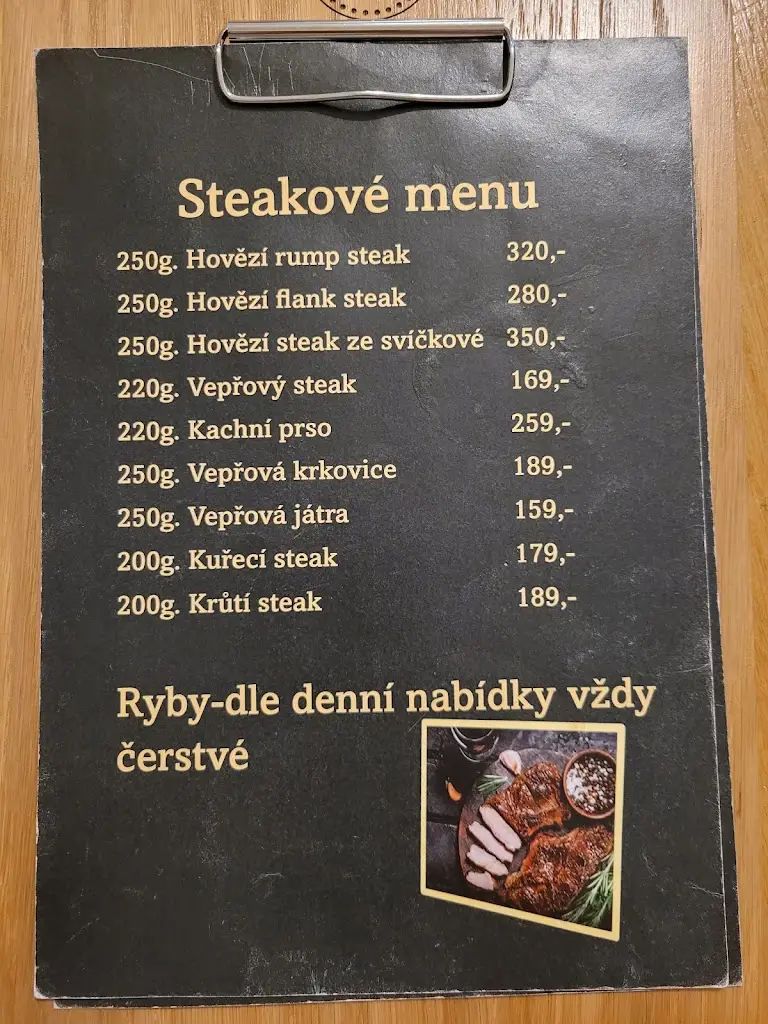 Steakové menu
250g. Hovězí rump steak 320,-
250g. Hovězí flank steak 280,-
250g. Hovězí steak ze svíčkové 350,-
220g. Vepřový steak 169,-
220g. Kachní prso 259,-
250g. Vepřová krkovice 189,-
250g. Vepřová játra 159,-
200g. Kuřecí steak 179,-
200g. Krůtí steak 189,-
Ryby-dle denní nabídky vždy
čerstvé